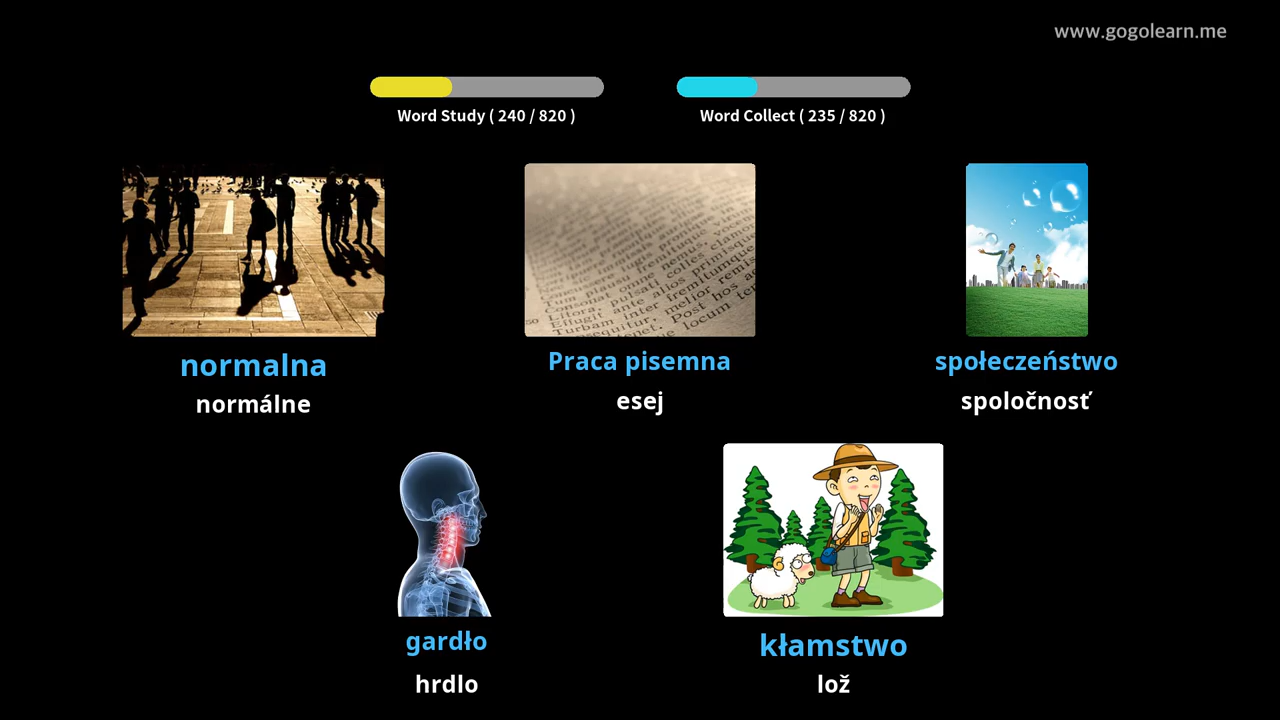 www.gogolearn.me
Word Study ( 240 / 820 )
Word Collect ( 235 / 820 )
normalna
normálne
Praca pisemna
esej
społeczeństwo
spoločnosť
gardło
hrdlo
kłamstwo
lož